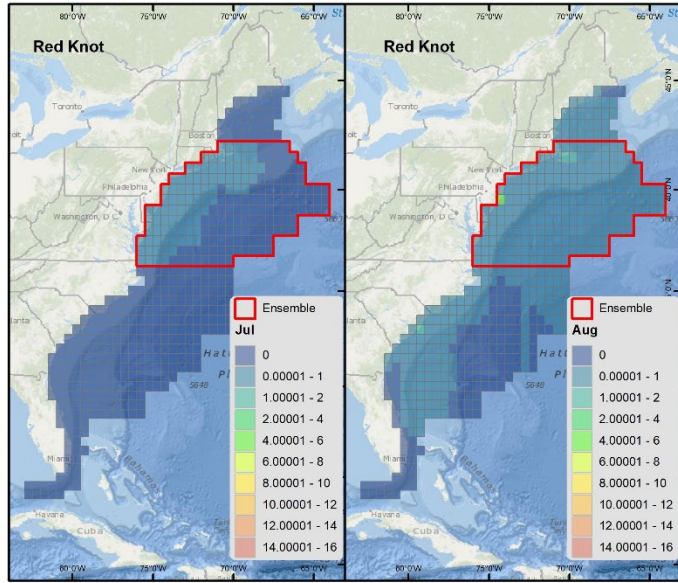 80°0'W 75°0'W 70°0'W 65°0'W
Red Knot
Toronto
Boston
New York
Philadelphia
Washington, D.C.
Ensemble
Jul
0
0.00001 - 1
1.00001 - 2
2.00001 - 4
4.00001 - 6
6.00001 - 8
8.00001 - 10
10.00001 - 12
12.00001 - 14
14.00001 - 16
5648
Miami
Bahamas
Havana
Cuba
80°0'W 75°0'W 70°0'W 65°0'W
80°0'W 75°0'W 70°0'W 65°0'W
Red Knot
Toronto
45°0'N
Boston
New York
Philadelphia
40°0'N
Washington, D.C.
Ensemble
Aug
0
0.00001 - 1
1.00001 - 2
2.00001 - 4
4.00001 - 6
6.00001 - 8
8.00001 - 10
10.00001 - 12
12.00001 - 14
14.00001 - 16
5648
Miami
Bahamas
Havana
Cuba
80°0'W 75°0'W 70°0'W 65°0'W